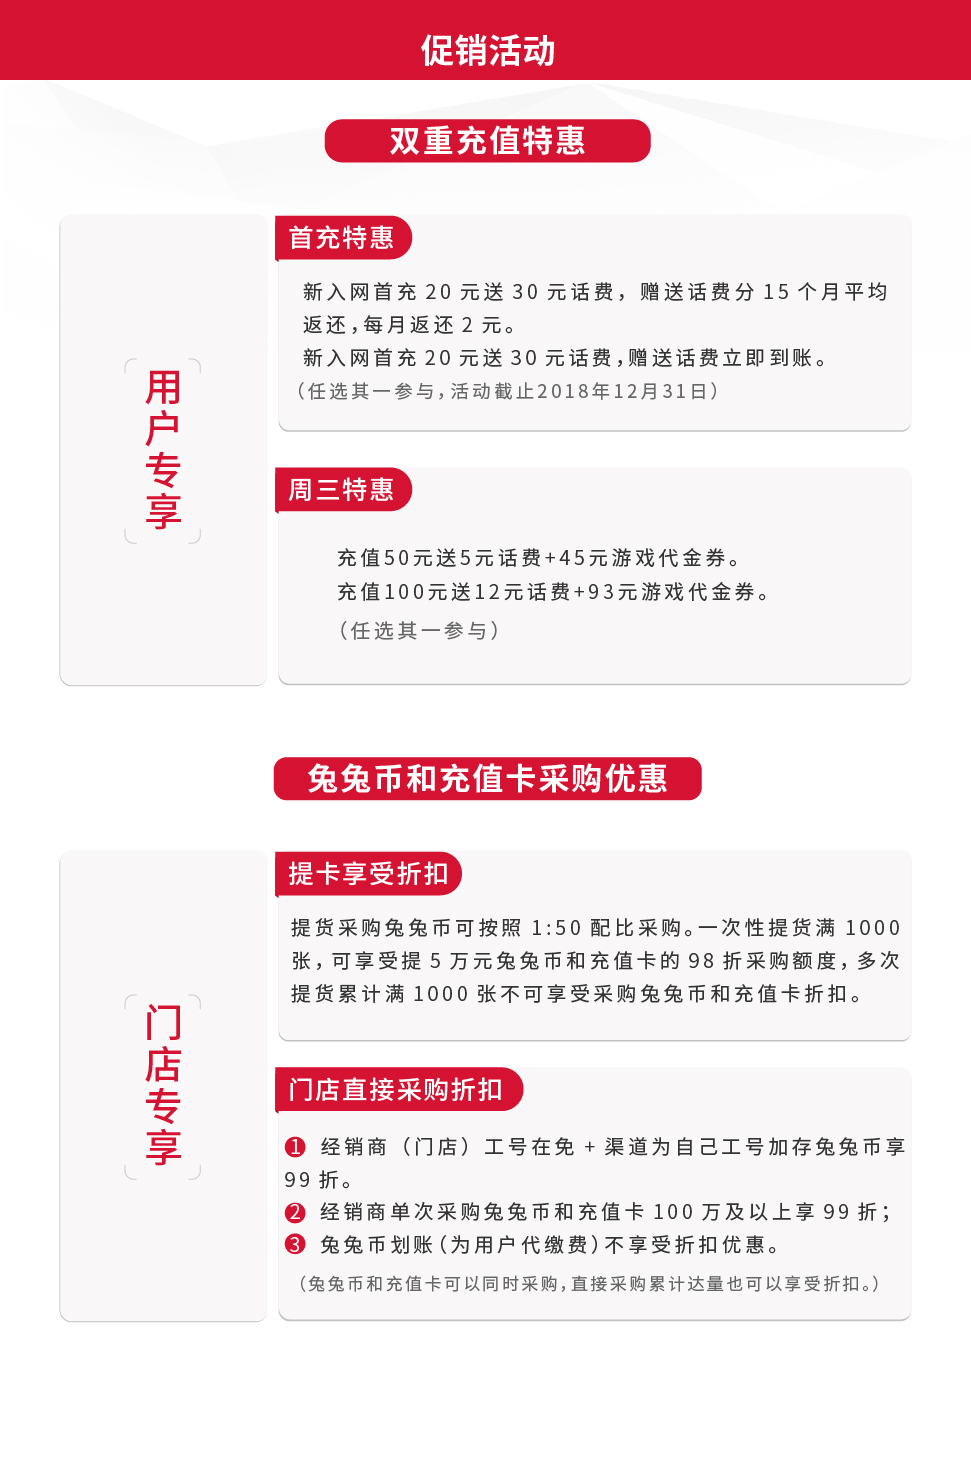 促销活动
双重充值特惠
用户专享
首充特惠
新入网首充 20 元送 30 元话费，赠送话费分 15 个月平均
返还，每月返还 2 元。
新入网首充 20 元送 30 元话费，赠送话费立即到账。
（任选其一参与，活动截止2018年12月31日）
周三特惠
充值50元送5元话费+45元游戏代金券。
充值100元送12元话费+93元游戏代金券。
（任选其一参与）
兔兔币和充值卡采购优惠
门店专享
提卡享受折扣
提货采购兔兔币可按照 1:50 配比采购。一次性提货满 1000
张，可享受提 5 万元兔兔币和充值卡的 98 折采购额度，多次
提货累计满 1000 张不可享受采购兔兔币和充值卡折扣。
门店直接采购折扣
1 经销商（门店）工号在免 + 渠道为自己工号加存兔兔币享
99 折。
2 经销商单次采购兔兔币和充值卡 100 万及以上享 99 折；
3 兔兔币划账（为用户代缴费）不享受折扣优惠。
（兔兔币和充值卡可以同时采购，直接采购累计达量也可以享受折扣。）